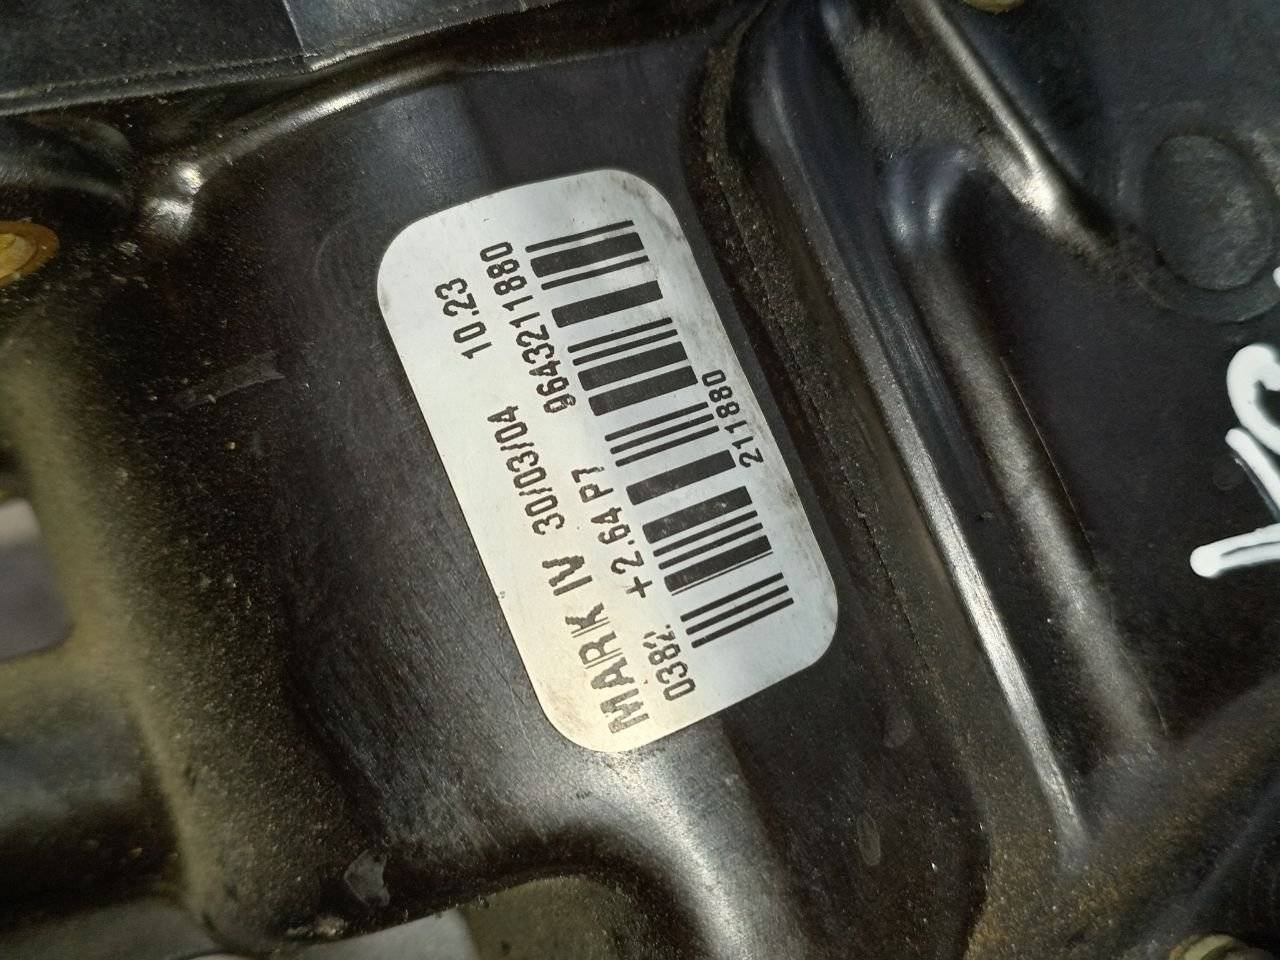 MARK IV 30/03/04 10.23
0382. +2.64 P7 9643211880
211880